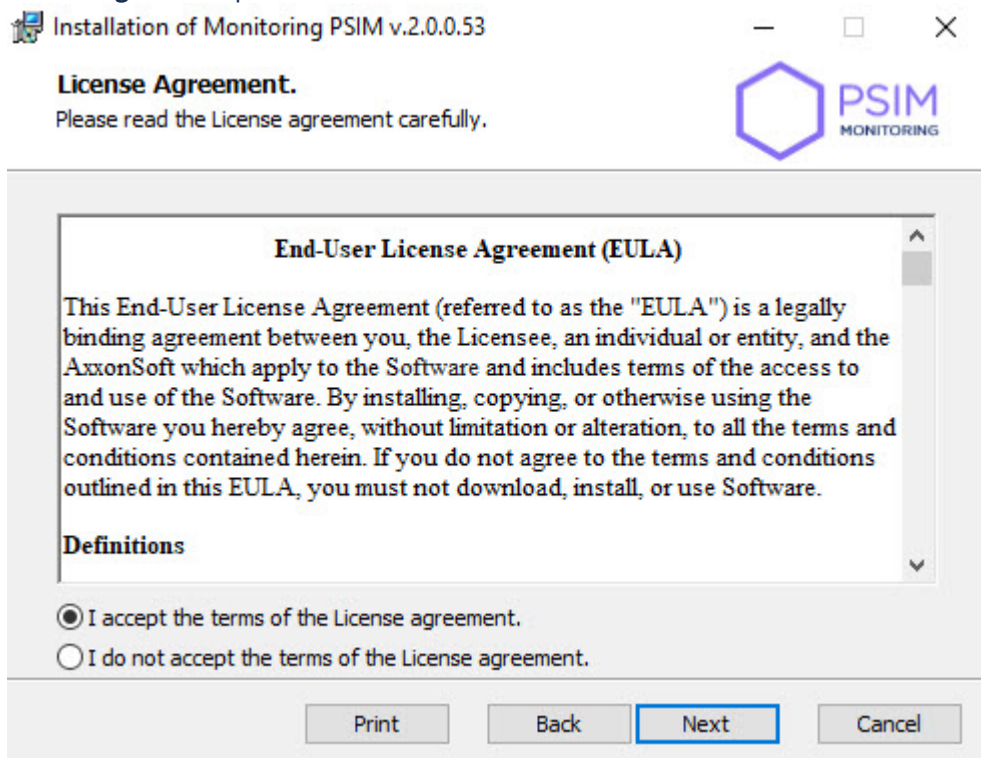 Installation of Monitoring PSIM v.2.0.0.53
License Agreement.
Please read the License agreement carefully.
PSIM
MONITORING
End-User License Agreement (EULA)
This End-User License Agreement (referred to as the "EULA") is a legally
binding agreement between you, the Licensee, an individual or entity, and the
AxxonSoft which apply to the Software and includes terms of the access to
and use of the Software. By installing, copying, or otherwise using the
Software you hereby agree, without limitation or alteration, to all the terms and
conditions contained herein. If you do not agree to the terms and conditions
outlined in this EULA, you must not download, install, or use Software.
Definitions
I accept the terms of the License agreement.
I do not accept the terms of the License agreement.
Print
Back
Next
Cancel